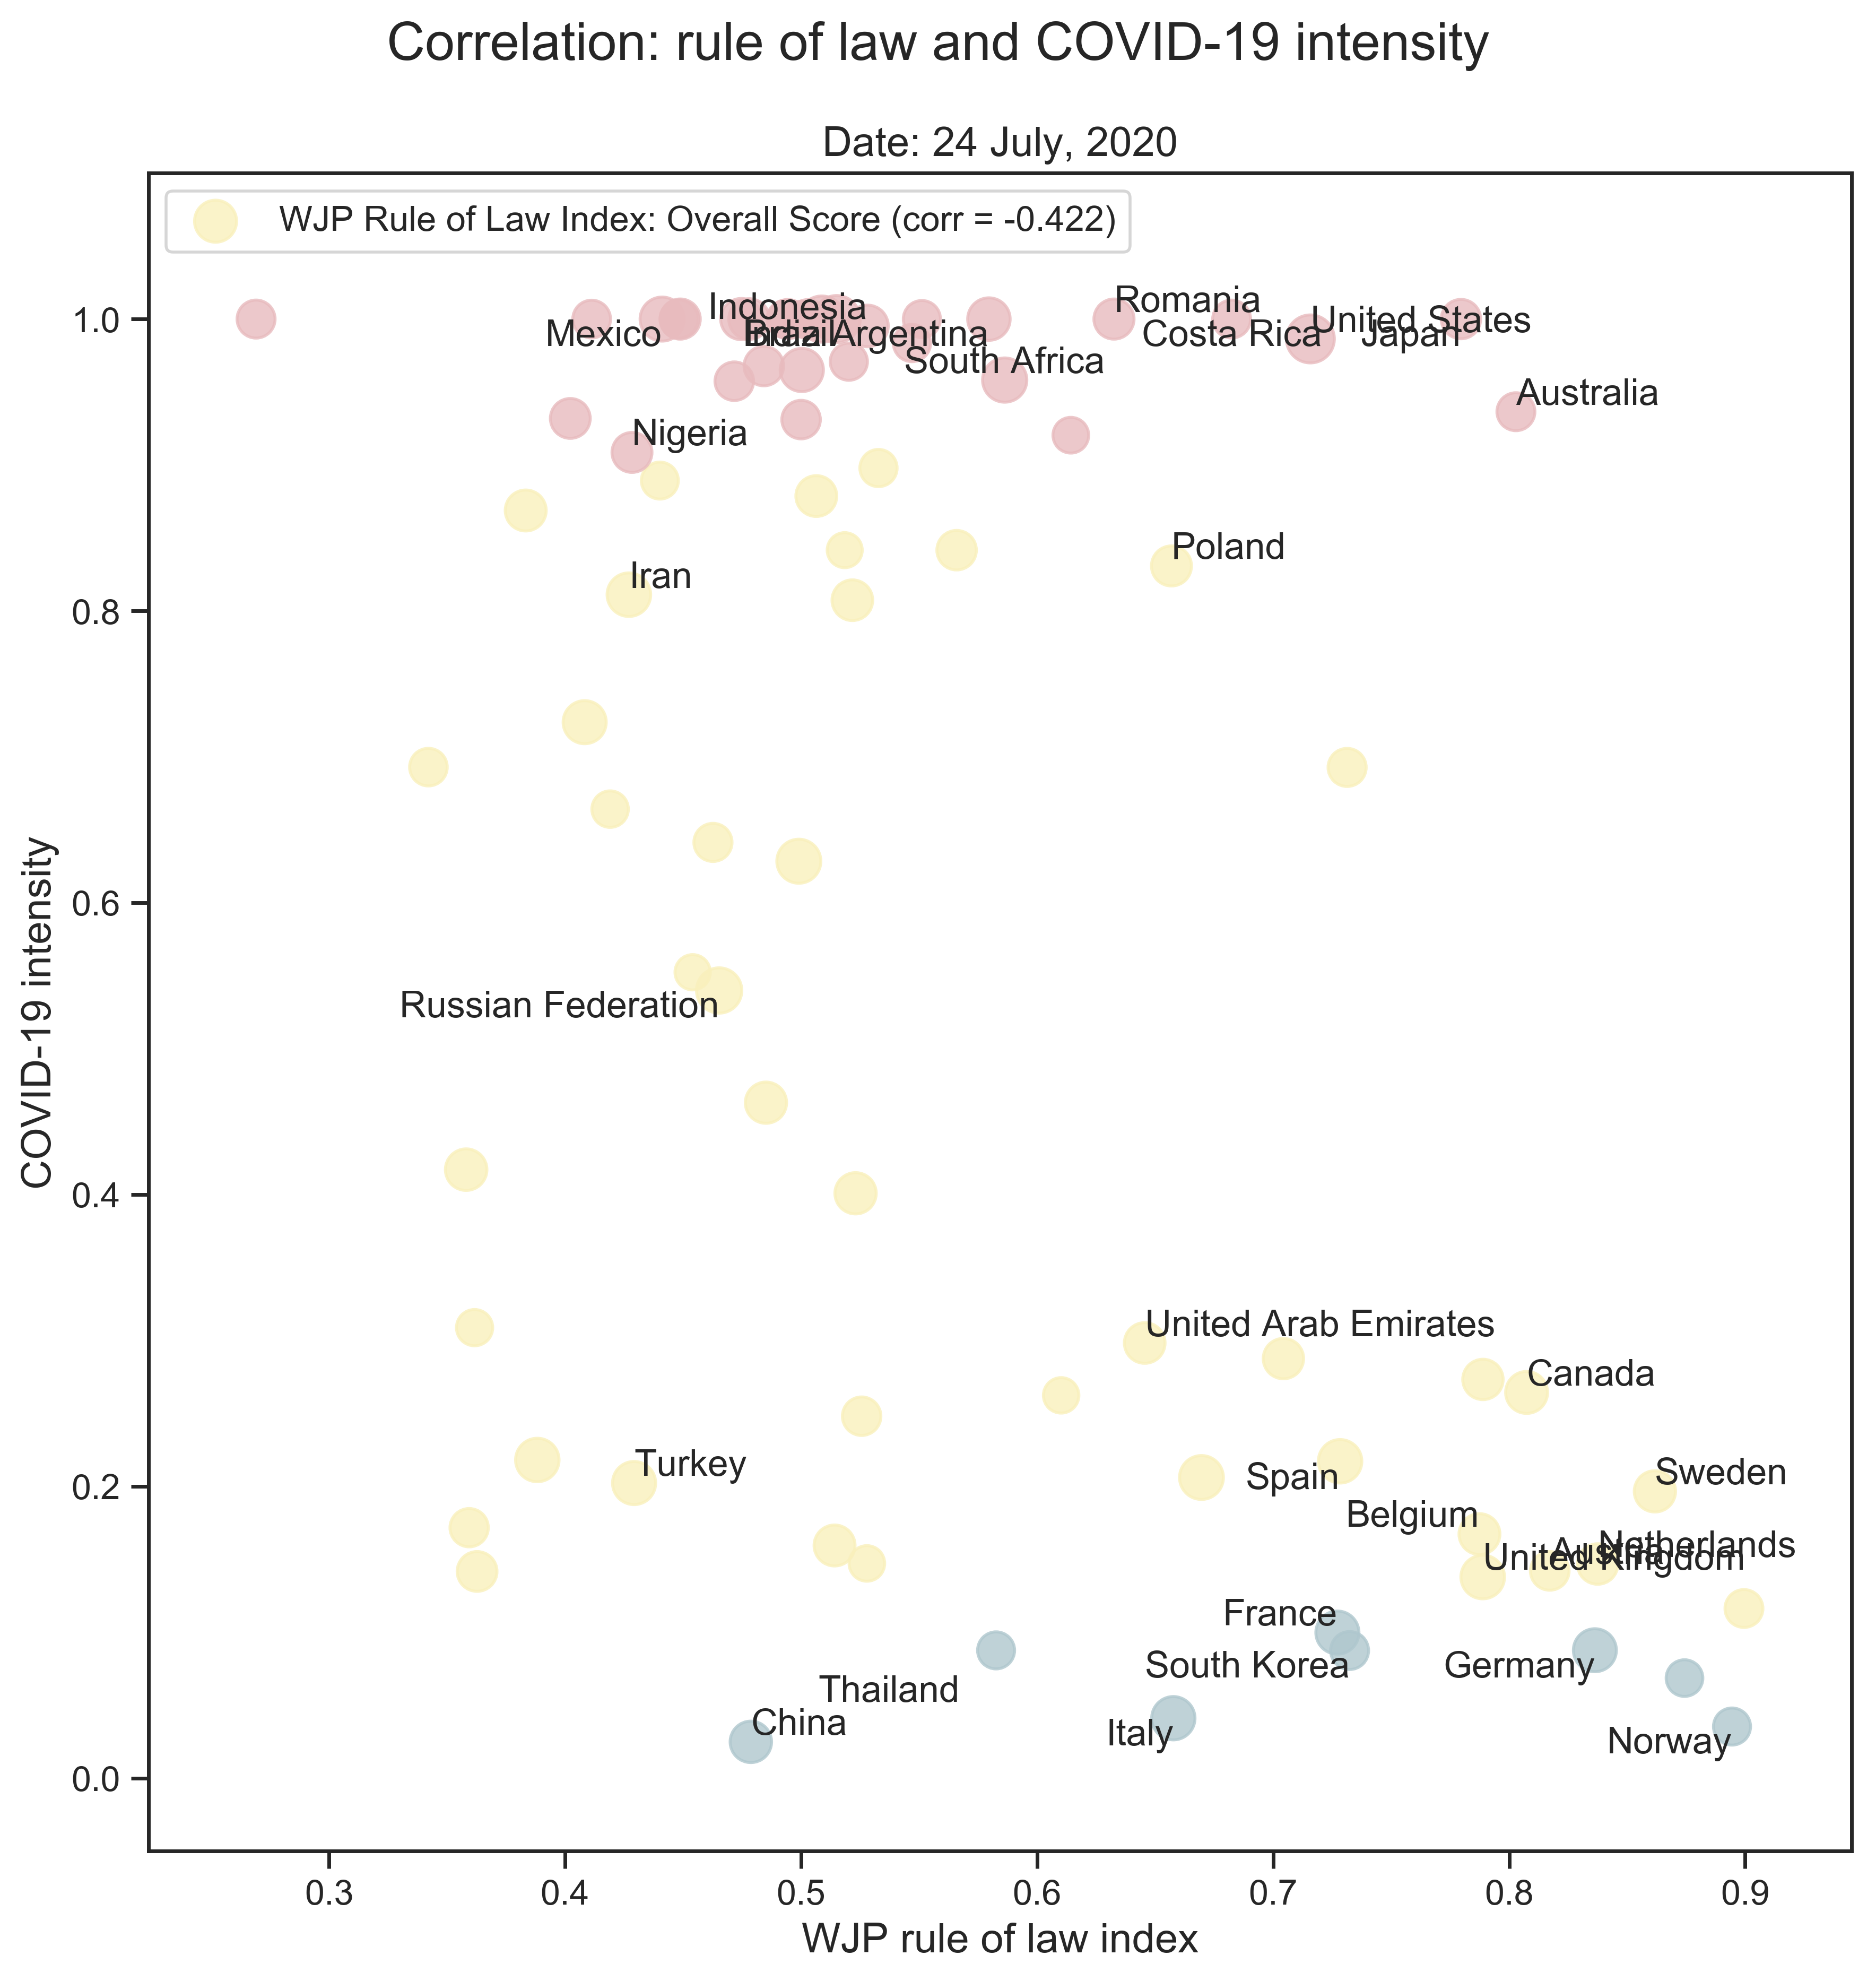 Correlation: rule of law and COVID-19 intensity
Date: 24 July, 2020
WJP Rule of Law Index: Overall Score (corr = -0.422)
COVID-19 intensity
1.0
0.8
0.6
0.4
0.2
0.0
Indonesia
Romania
Mexico
Brazil
Argentina
Costa Rica
United States
Japan
South Africa
Australia
Nigeria
Poland
Iran
Russian Federation
United Arab Emirates
Canada
Turkey
Spain
Sweden
Belgium
Netherlands
Austria
United Kingdom
France
South Korea
Germany
Thailand
China
Italy
Norway
0.3
0.4
0.5
0.6
0.7
0.8
0.9
WJP rule of law index